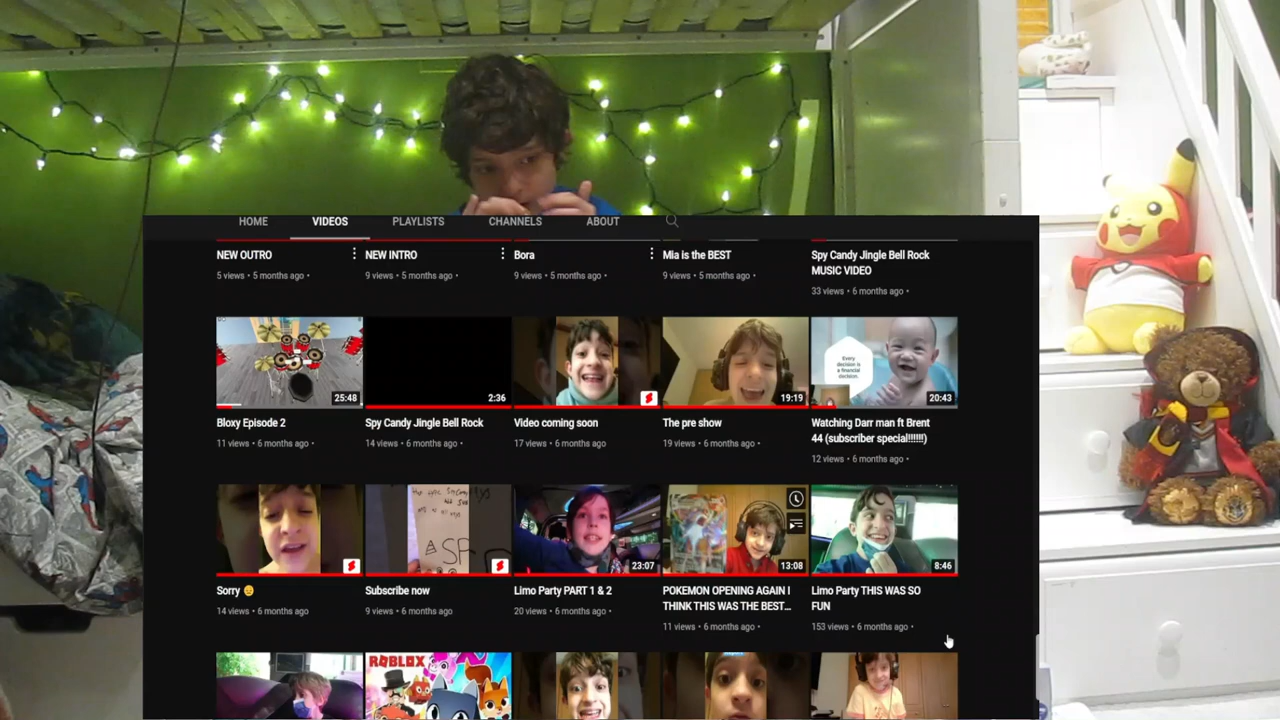 HOME VIDEOS PLAYLISTS CHANNELS ABOUT
NEW OUTRO
5 views • 5 months ago •
NEW INTRO
9 views • 5 months ago •
Bora
9 views • 5 months ago •
Mia is the BEST
9 views • 5 months ago •
Spy Candy Jingle Bell Rock
MUSIC VIDEO
33 views • 6 months ago •
25:48
Bloxy Episode 2
11 views • 6 months ago •
2:36
Spy Candy Jingle Bell Rock
14 views • 6 months ago •
Video coming soon
17 views • 6 months ago
19:19
The pre show
19 views • 6 months ago •
Every
decision is
a financial
decision.
20:43
Watching Darr man ft Brent
44 (subscriber special!!!!!!)
12 views • 6 months ago •
Sorry 😔
14 views • 6 months ago
Subscribe now
9 views • 6 months ago
23:07
Limo Party PART 1 & 2
20 views • 6 months ago •
13:08
POKEMON OPENING AGAIN I
THINK THIS WAS THE BEST...
11 views • 6 months ago •
8:46
Limo Party THIS WAS SO
FUN
153 views • 6 months ago •
ROBLOX